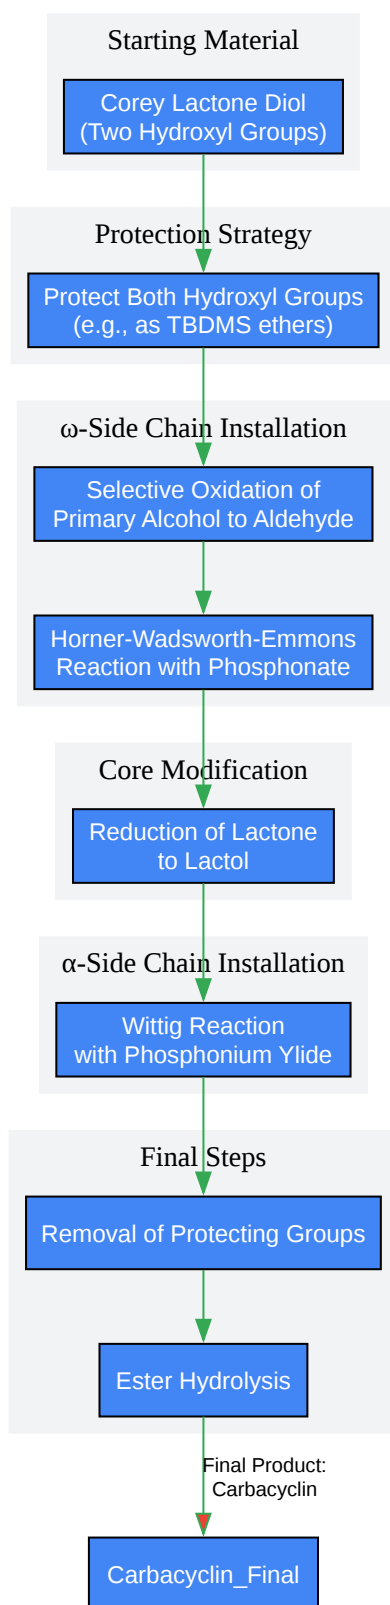 Starting Material
Corey Lactone Diol
(Two Hydroxyl Groups)
Protection Strategy
Protect Both Hydroxyl Groups
(e.g., as TBDMS ethers)
ω-Side Chain Installation
Selective Oxidation of
Primary Alcohol to Aldehyde
Horner-Wadsworth-Emmons
Reaction with Phosphonate
Core Modification
Reduction of Lactone
to Lactol
α-Side Chain Installation
Wittig Reaction
with Phosphonium Ylide
Final Steps
Removal of Protecting Groups
Ester Hydrolysis
Final Product:
Carbacyclin
Carbacyclin_Final